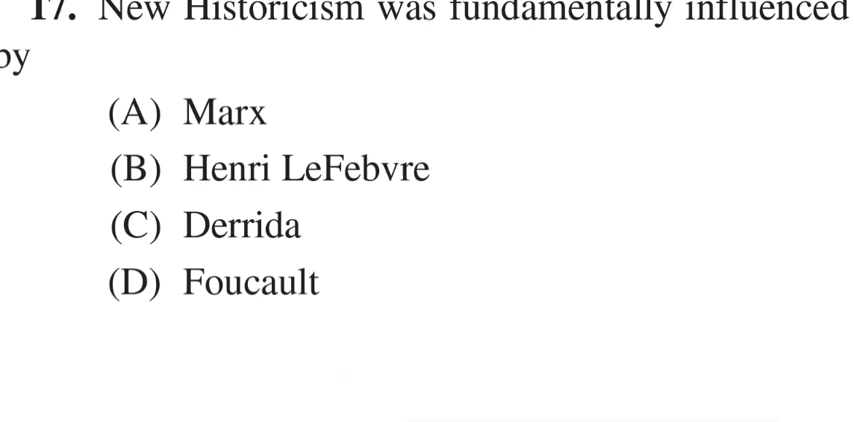 17. New Historicism was fundamentally influenced
by
(A) Marx
(B) Henri LeFebvre
(C) Derrida
(D) Foucault